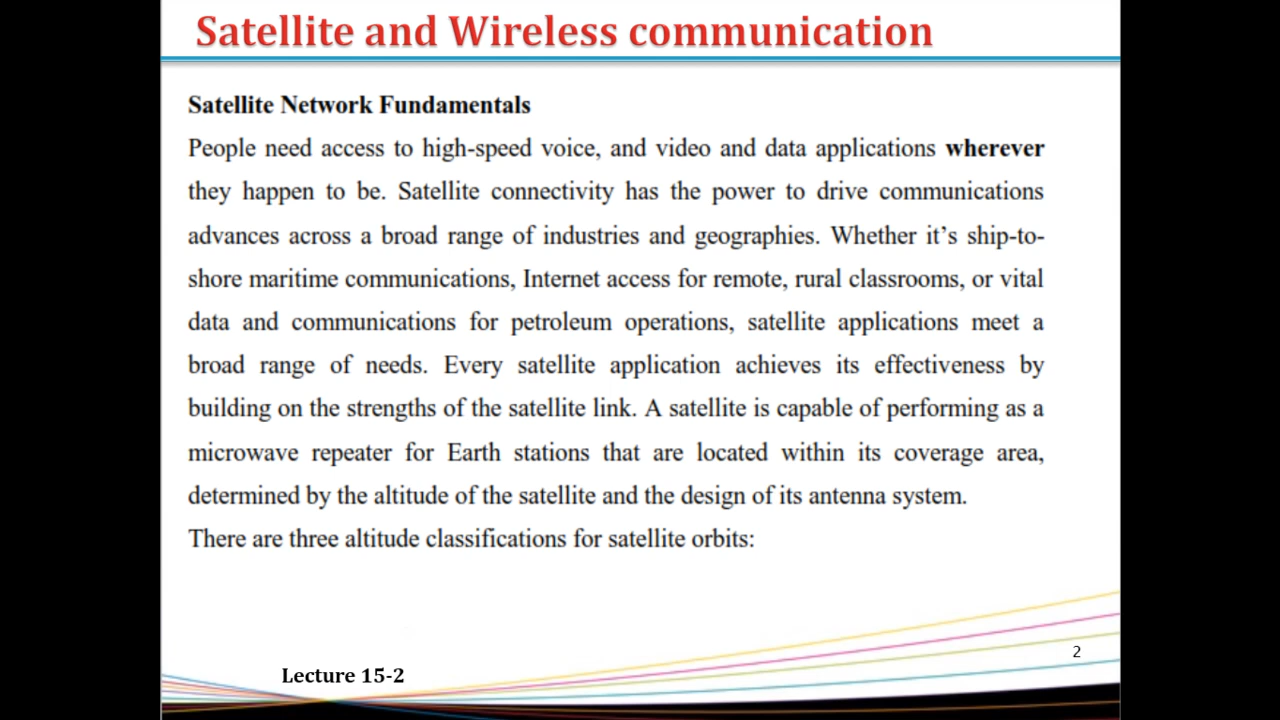 Satellite and Wireless communication
Satellite Network Fundamentals
People need access to high-speed voice, and video and data applications wherever
they happen to be. Satellite connectivity has the power to drive communications
advances across a broad range of industries and geographies. Whether it’s ship-to-
shore maritime communications, Internet access for remote, rural classrooms, or vital
data and communications for petroleum operations, satellite applications meet a
broad range of needs. Every satellite application achieves its effectiveness by
building on the strengths of the satellite link. A satellite is capable of performing as a
microwave repeater for Earth stations that are located within its coverage area,
determined by the altitude of the satellite and the design of its antenna system.
There are three altitude classifications for satellite orbits:
2
Lecture 15-2